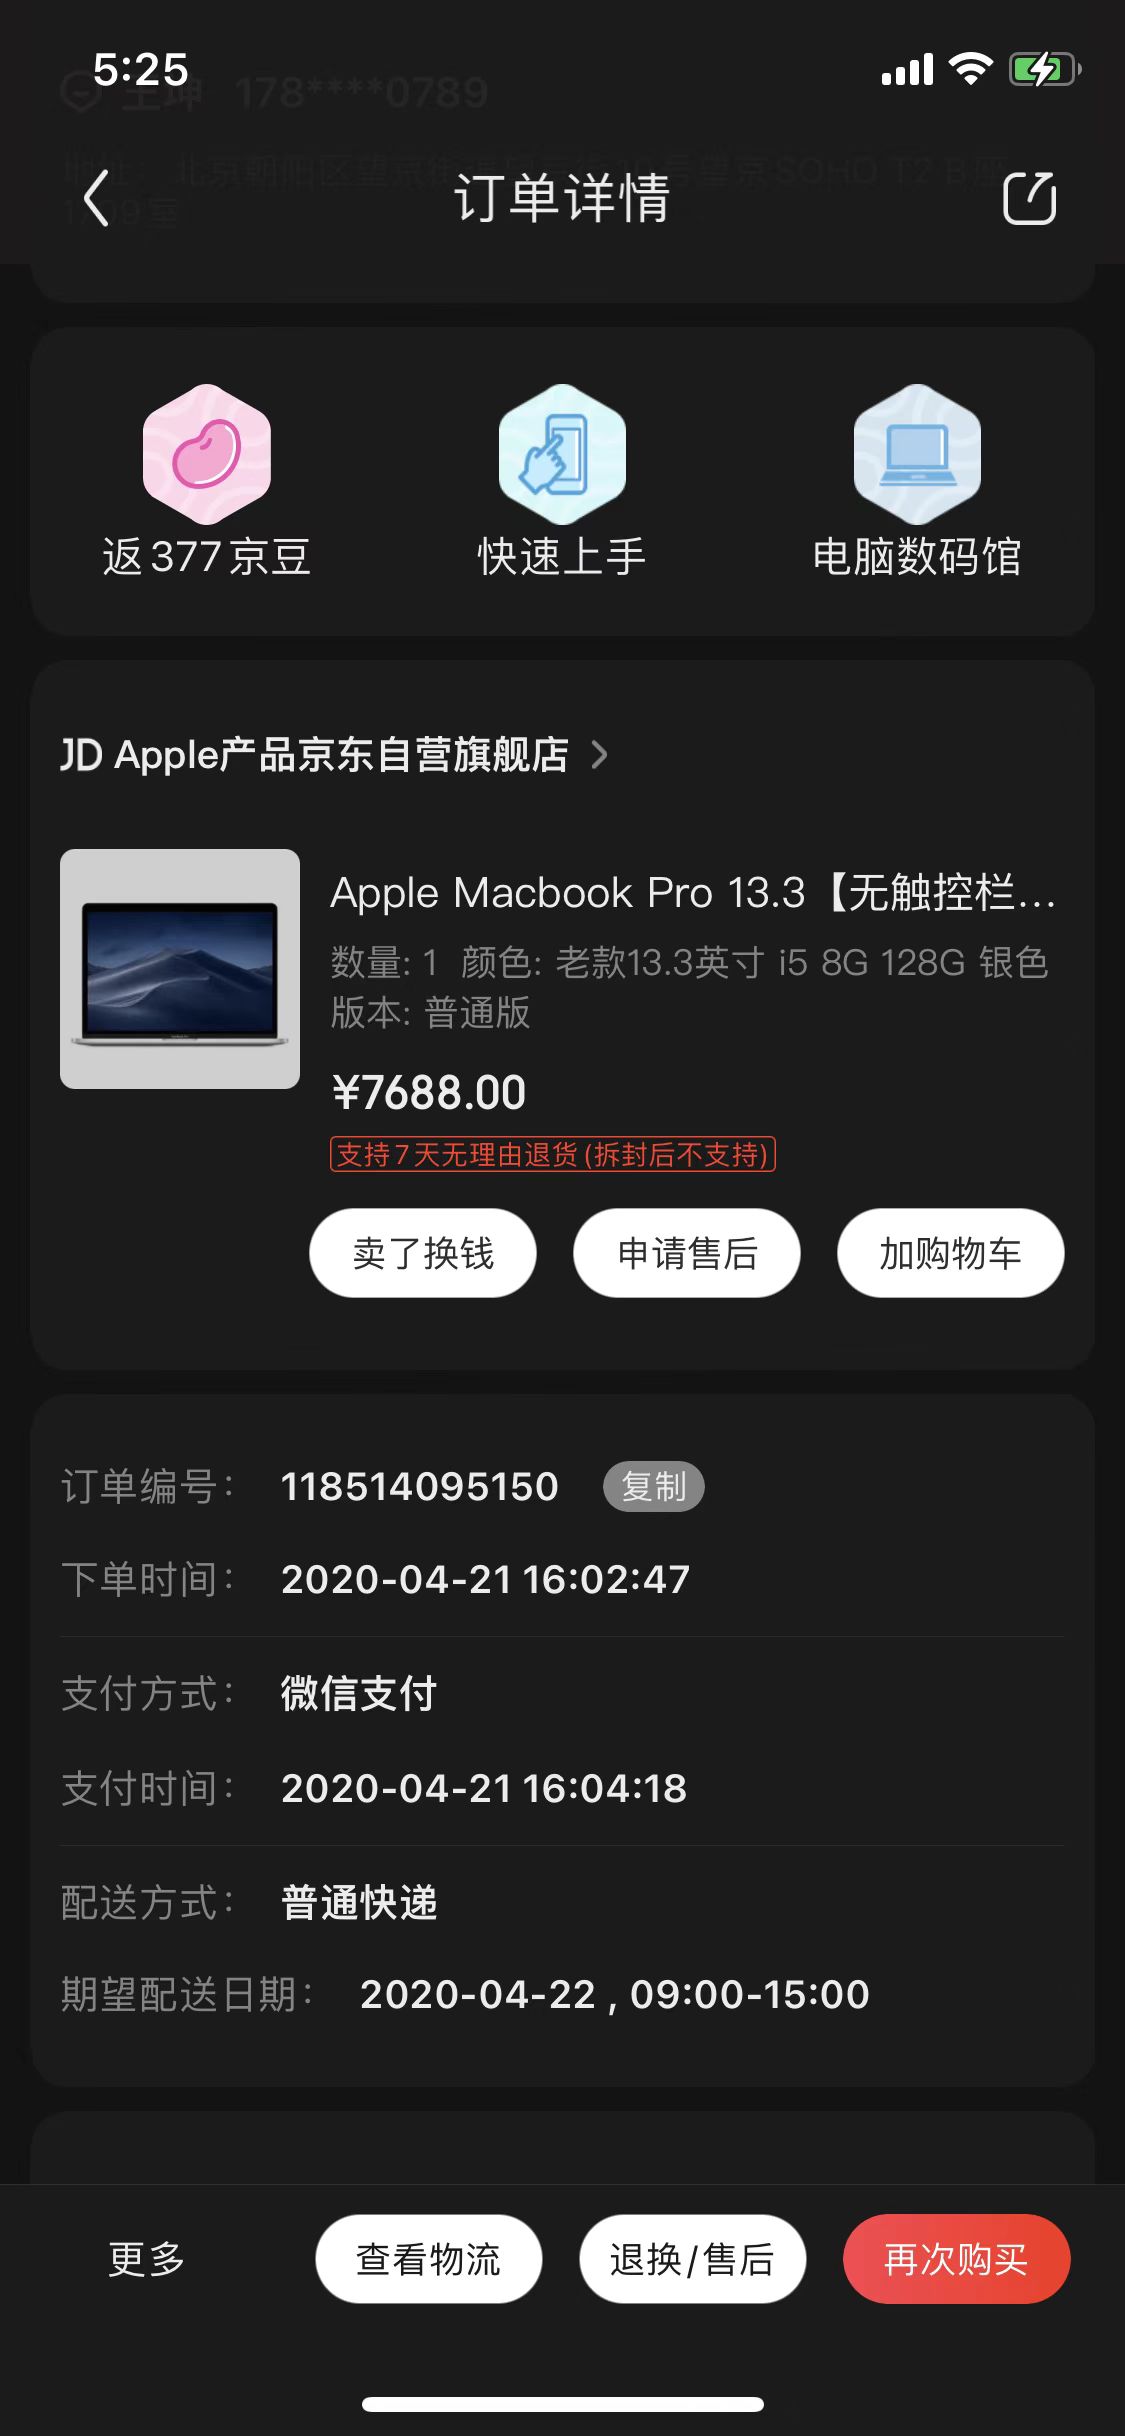 5:25
178****0789
订单详情
返377京豆
快速上手
电脑数码馆
JD Apple产品京东自营旗舰店
Apple Macbook Pro 13.3【无触控栏...
数量: 1 颜色: 老款13.3英寸 i5 8G 128G 银色
版本: 普通版
¥7688.00
支持7天无理由退货(拆封后不支持)
卖了换钱
申请售后
加购物车
订单编号： 118514095150 复制
下单时间： 2020-04-21 16:02:47
支付方式： 微信支付
支付时间： 2020-04-21 16:04:18
配送方式： 普通快递
期望配送日期： 2020-04-22 , 09:00-15:00
更多
查看物流
退换/售后
再次购买